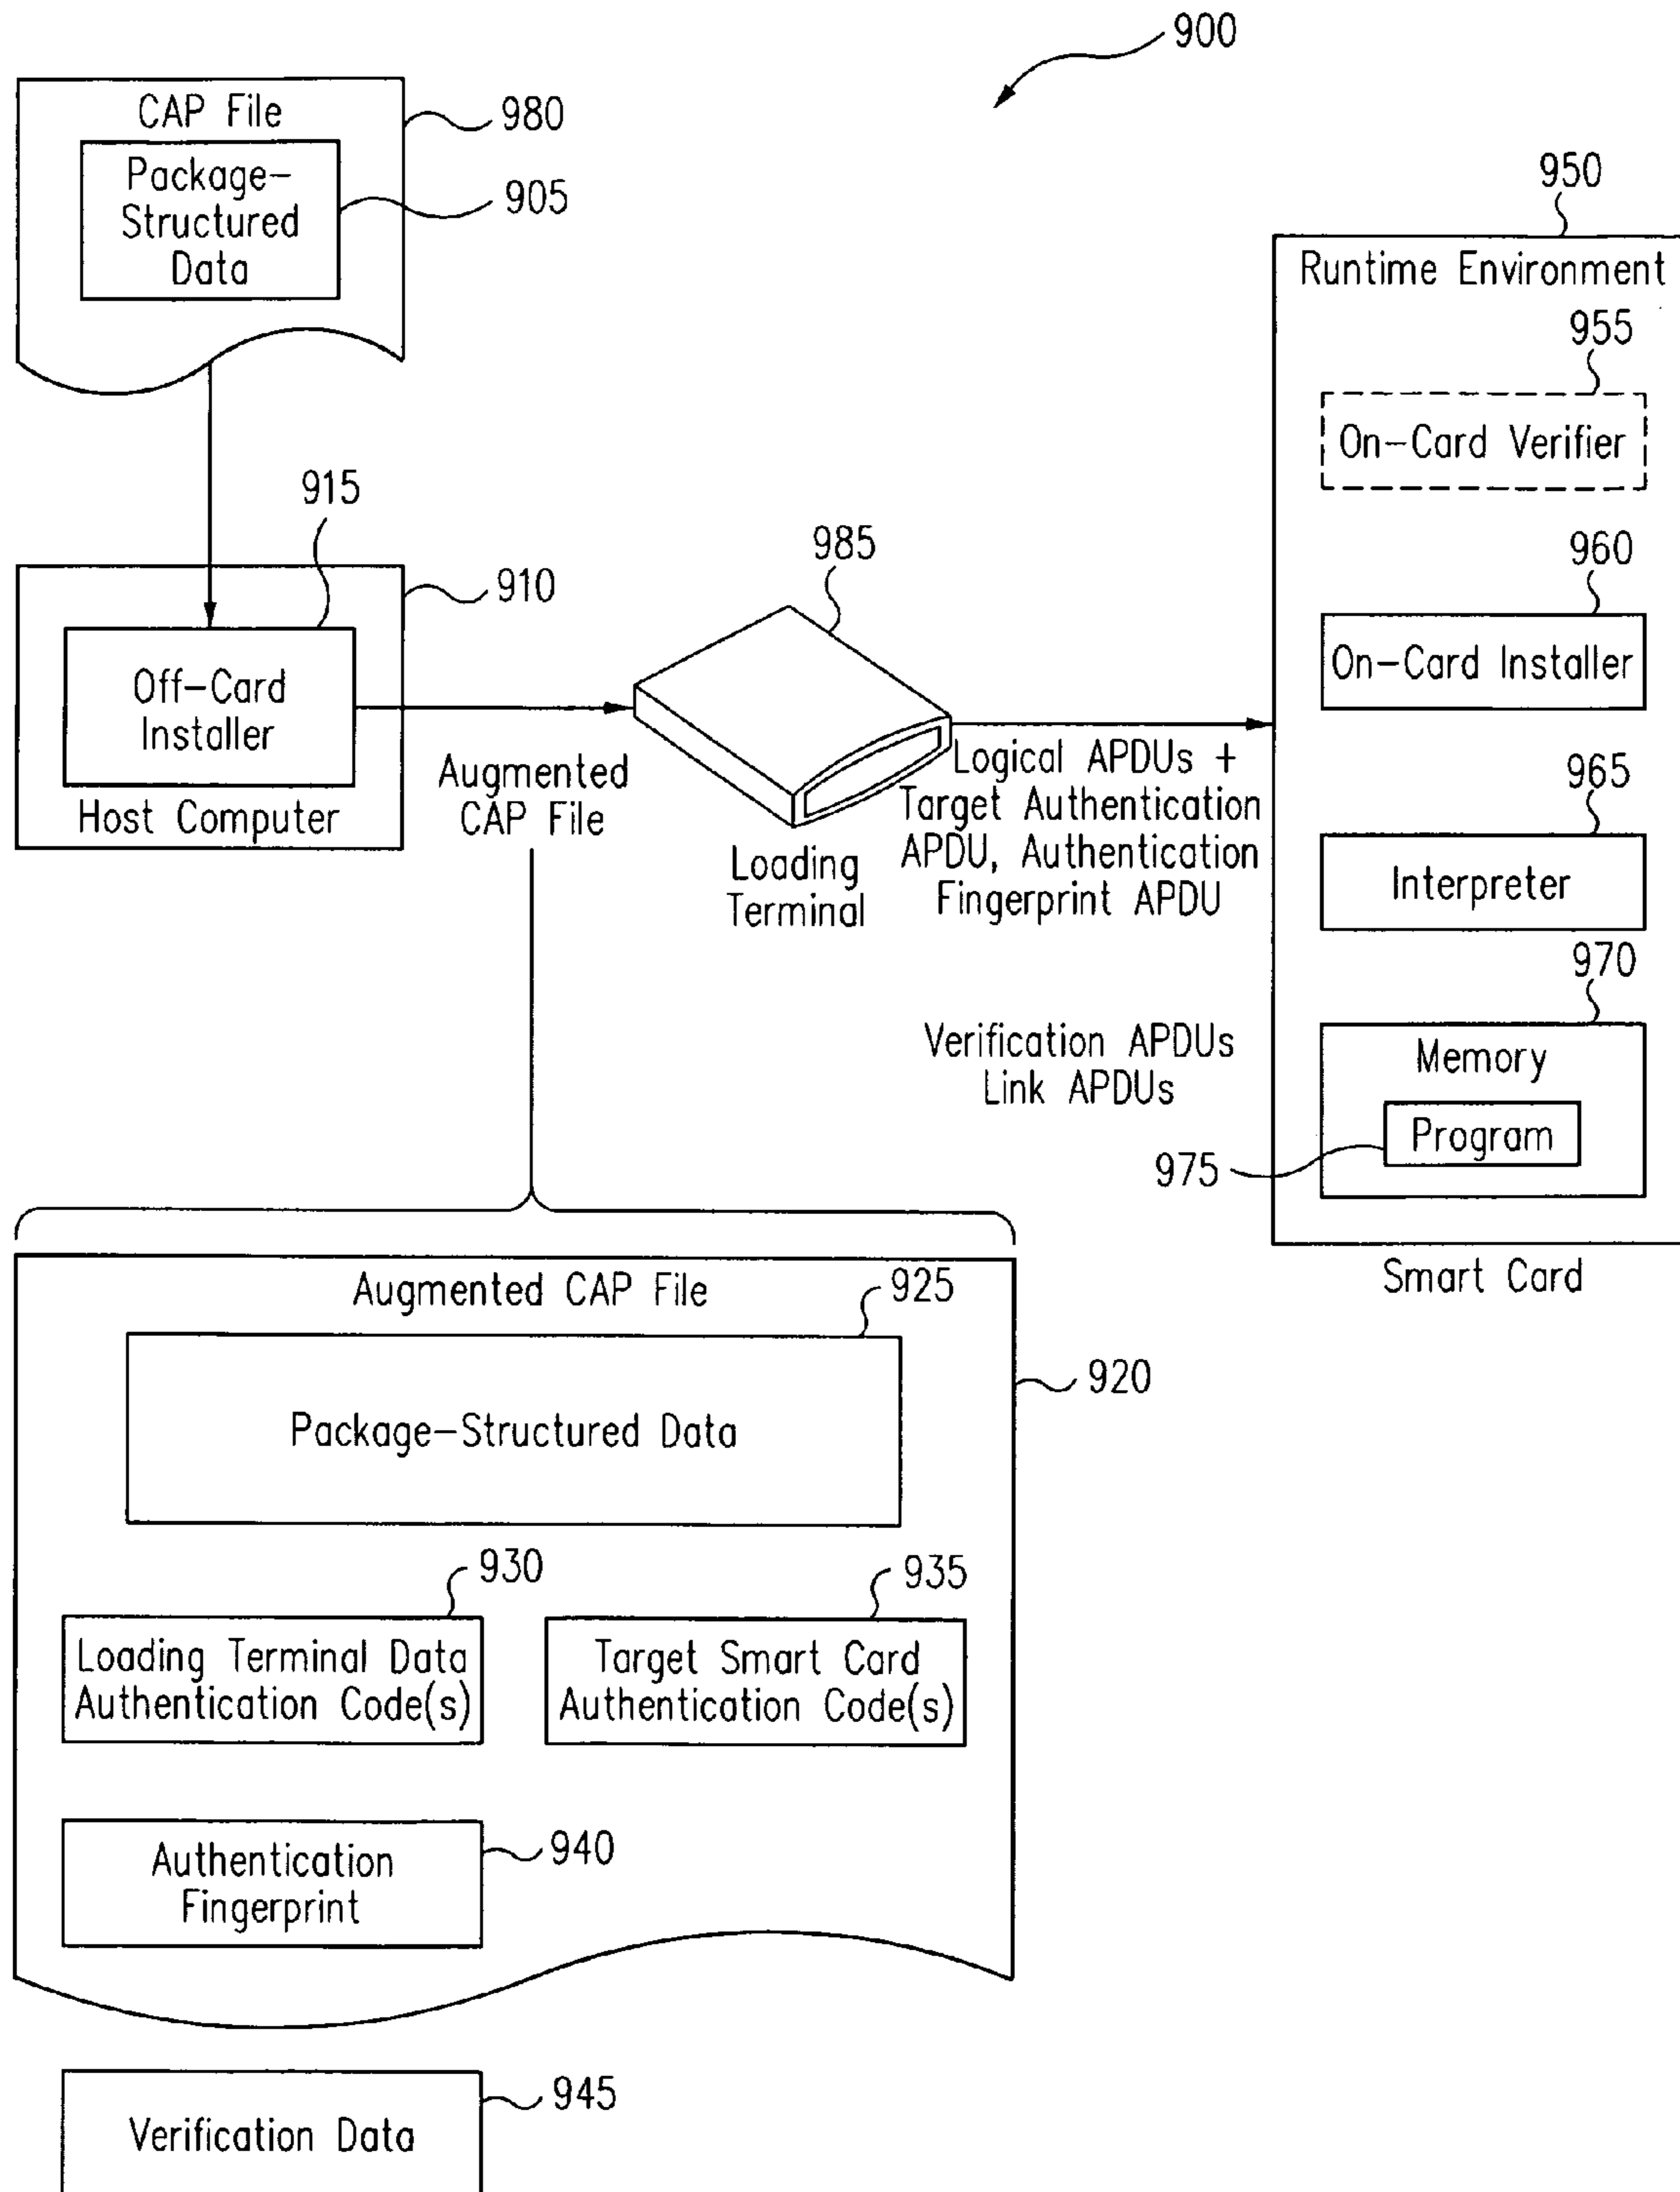 900
CAP File
980
Package-
Structured
Data
905
950
Runtime Environment
955
On-Card Verifier
915
910
Off-Card
Installer
Host Computer
985
960
On-Card Installer
Augmented
CAP File
Loading
Terminal
Logical APDUs +
Target Authentication
APDU, Authentication
Fingerprint APDU
965
Interpreter
970
Verification APDUs
Link APDUs
Memory
Program
975
Smart Card
Augmented CAP File
925
920
Package-Structured Data
930
Loading Terminal Data
Authentication Code(s)
935
Target Smart Card
Authentication Code(s)
940
Authentication
Fingerprint
945
Verification Data